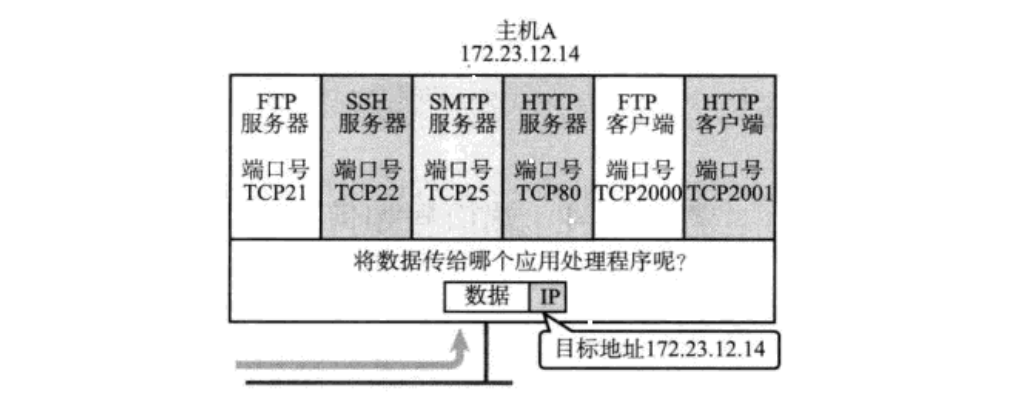 主机A
172.23.12.14
FTP
服务器
端口号
TCP21
SSH
服务器
端口号
TCP22
SMTP
服务器
端口号
TCP25
HTTP
服务器
端口号
TCP80
FTP
客户端
端口号
TCP2000
HTTP
客户端
端口号
TCP2001
将数据传给哪个应用处理程序呢?
数据 IP
目标地址172.23.12.14